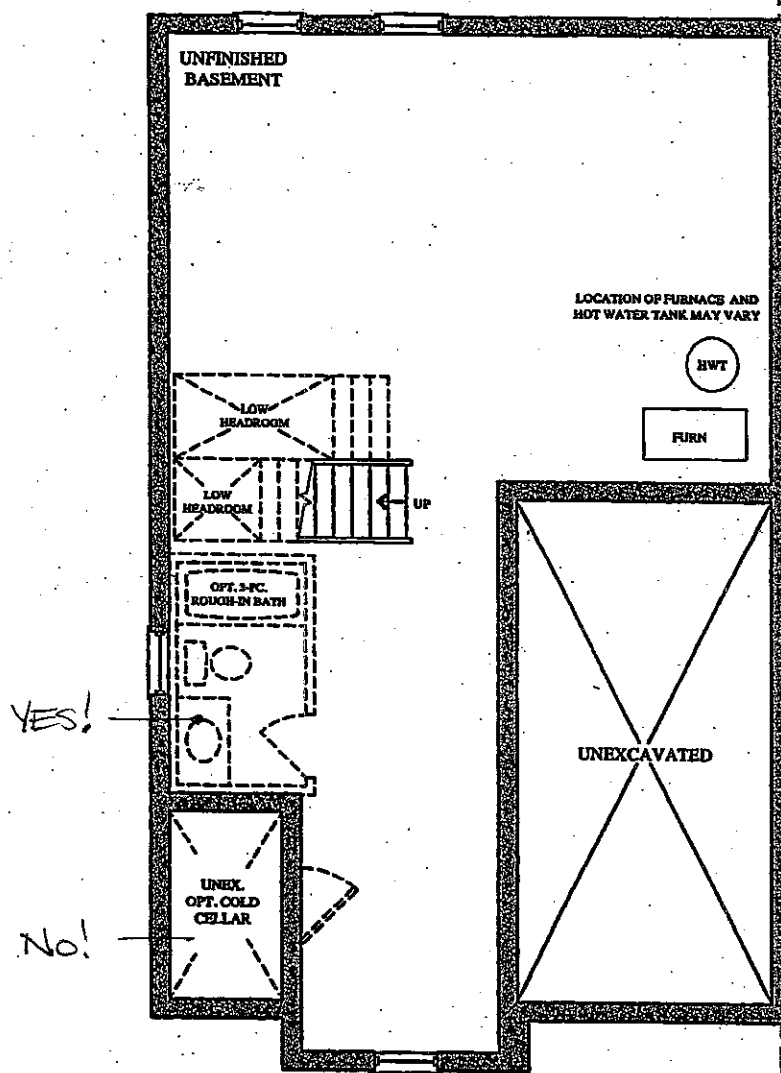 UNFINISHED
BASEMENT
LOCATION OF FURNACE AND
HOT WATER TANK MAY VARY
HWT
FURN
LOW
HEADROOM
LOW
HEADROOM
UP
OPT. 3-PC.
ROUGH-IN BATH
YES!
UNEXCAVATED
UNEX.
OPT. COLD
CELLAR
No!